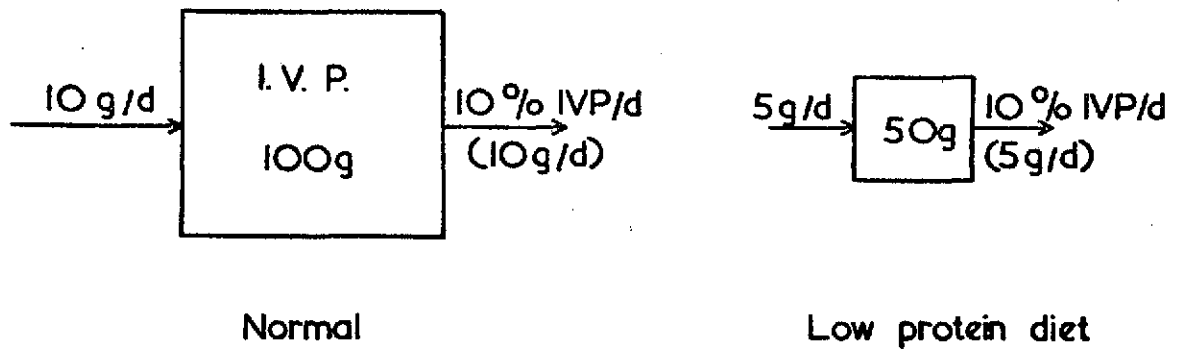 10 g/d
I. V. P.
100g
10% IVP/d
(10g/d)
Normal
5g/d
50g
10% IVP/d
(5g/d)
Low protein diet